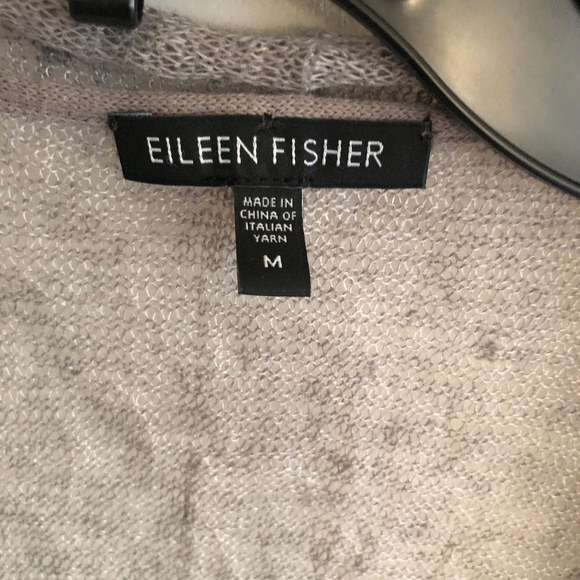 EILEEN FISHER
MADE IN
CHINA OF
ITALIAN
YARN
M